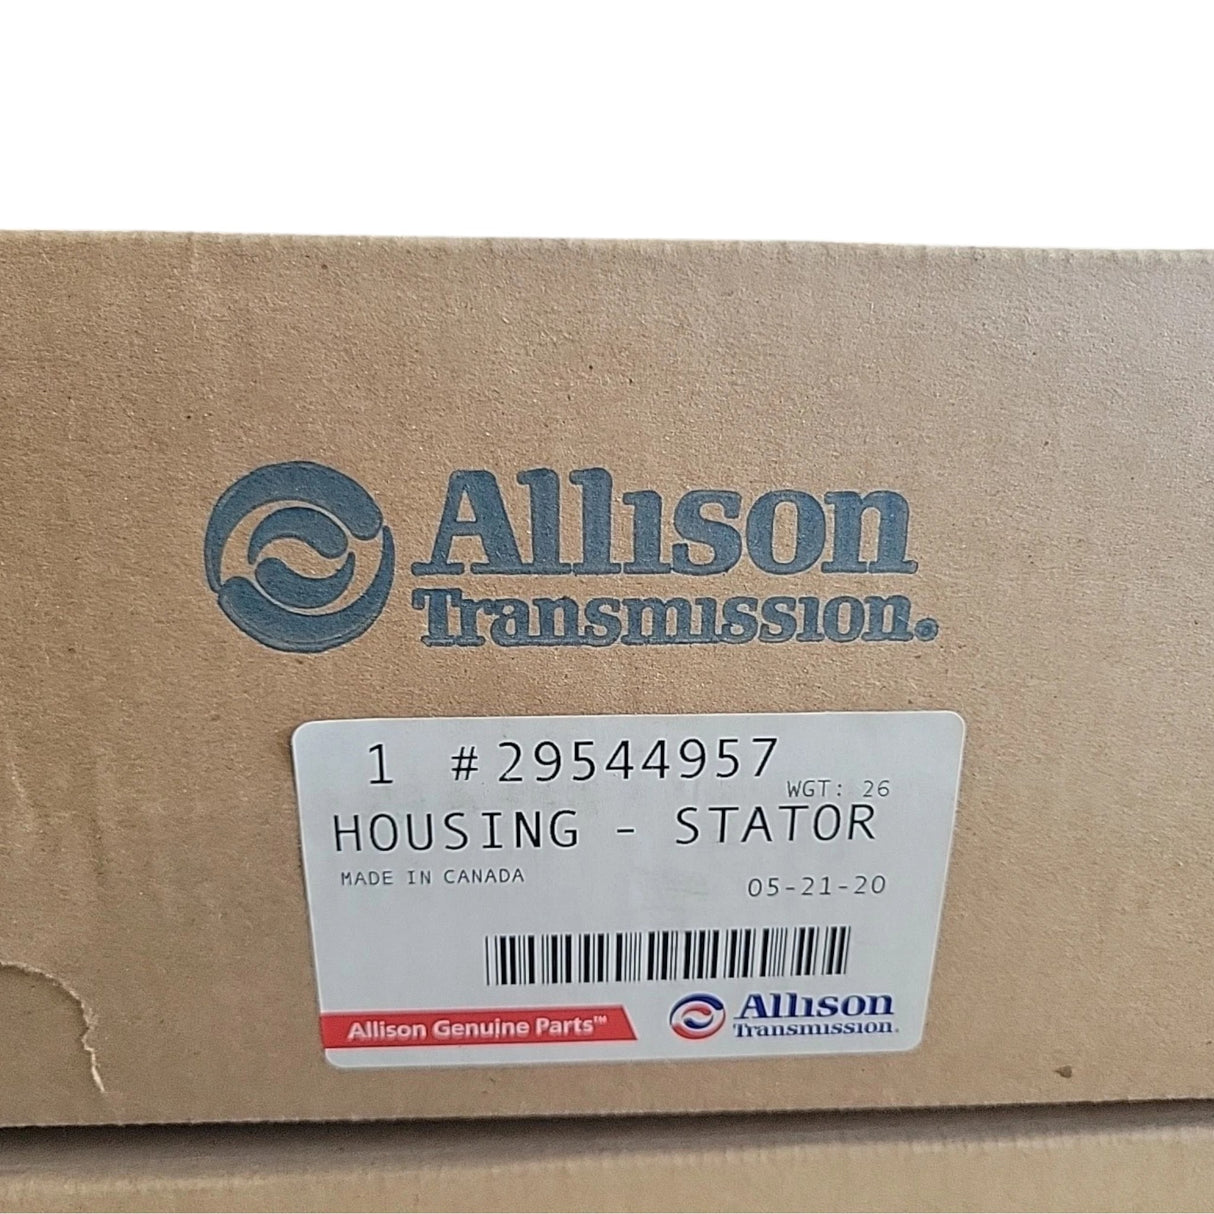 Allison
Transmission.
1 #29544957
WGT: 26
HOUSING - STATOR
MADE IN CANADA
05-21-20
Allison Genuine Parts™
Allison
Transmission.